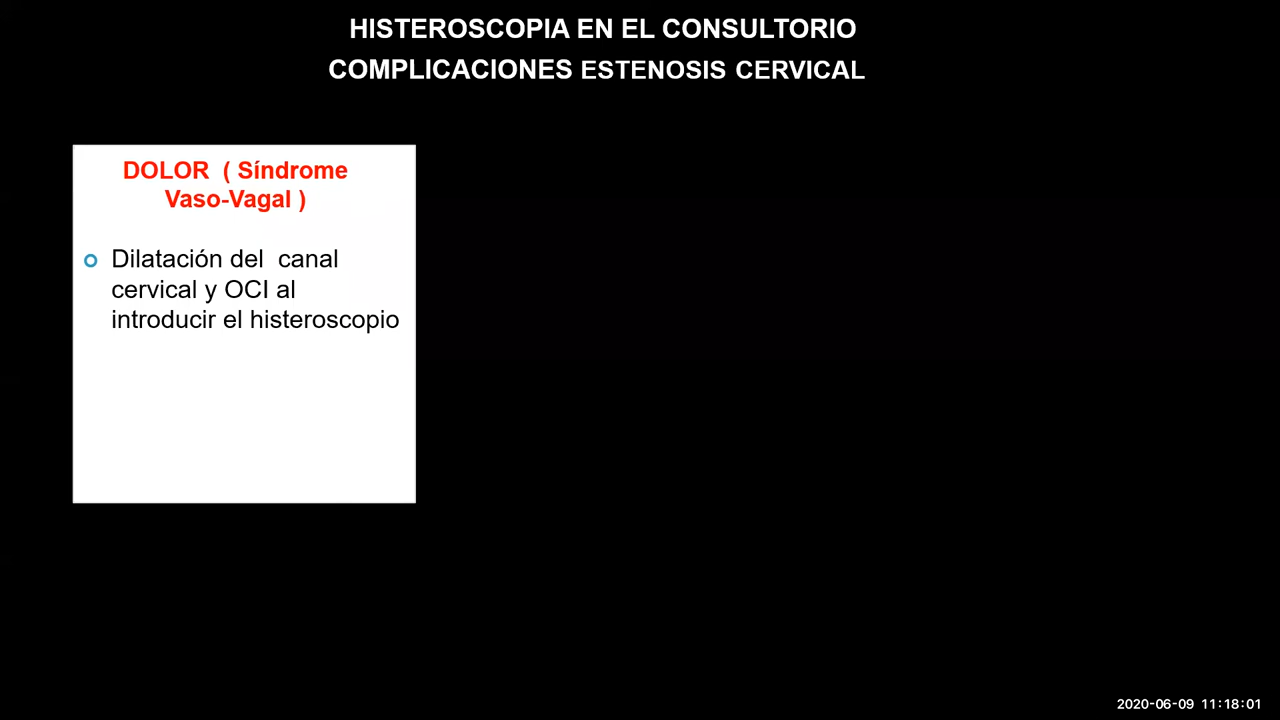 HISTEROSCOPIA EN EL CONSULTORIO
COMPLICACIONES ESTENOSIS CERVICAL
DOLOR ( Síndrome
Vaso-Vagal )
Dilatación del canal
cervical y OCI al
introducir el histeroscopio
2020-06-09 11:18:01